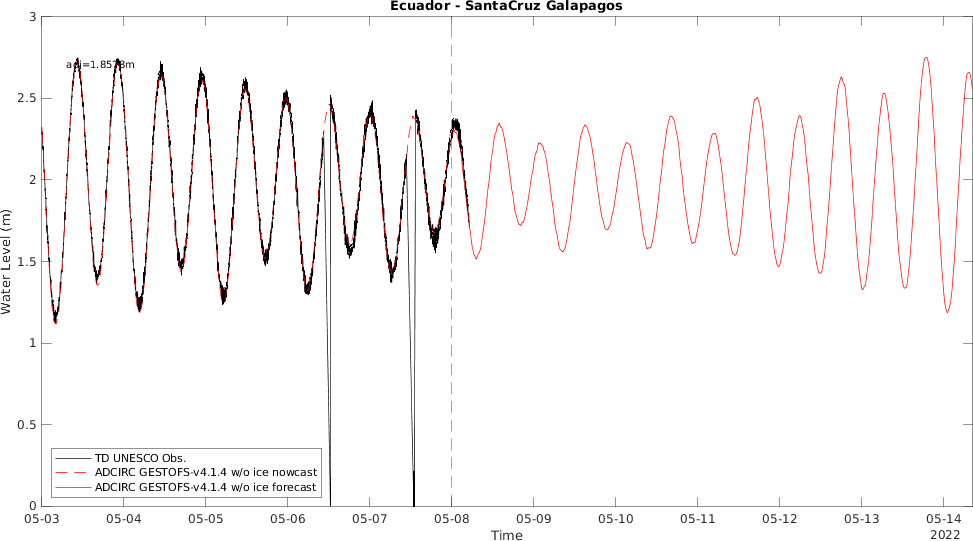 Ecuador - SantaCruz Galapagos
3
2.5
2
1.5
1
0.5
0
Water Level (m)
TD UNESCO Obs.
ADCIRC GESTOFS-v4.1.4 w/o ice nowcast
ADCIRC GESTOFS-v4.1.4 w/o ice forecast
05-03 05-04 05-05 05-06 05-07 05-08 05-09 05-10 05-11 05-12 05-13 05-14
Time
2022